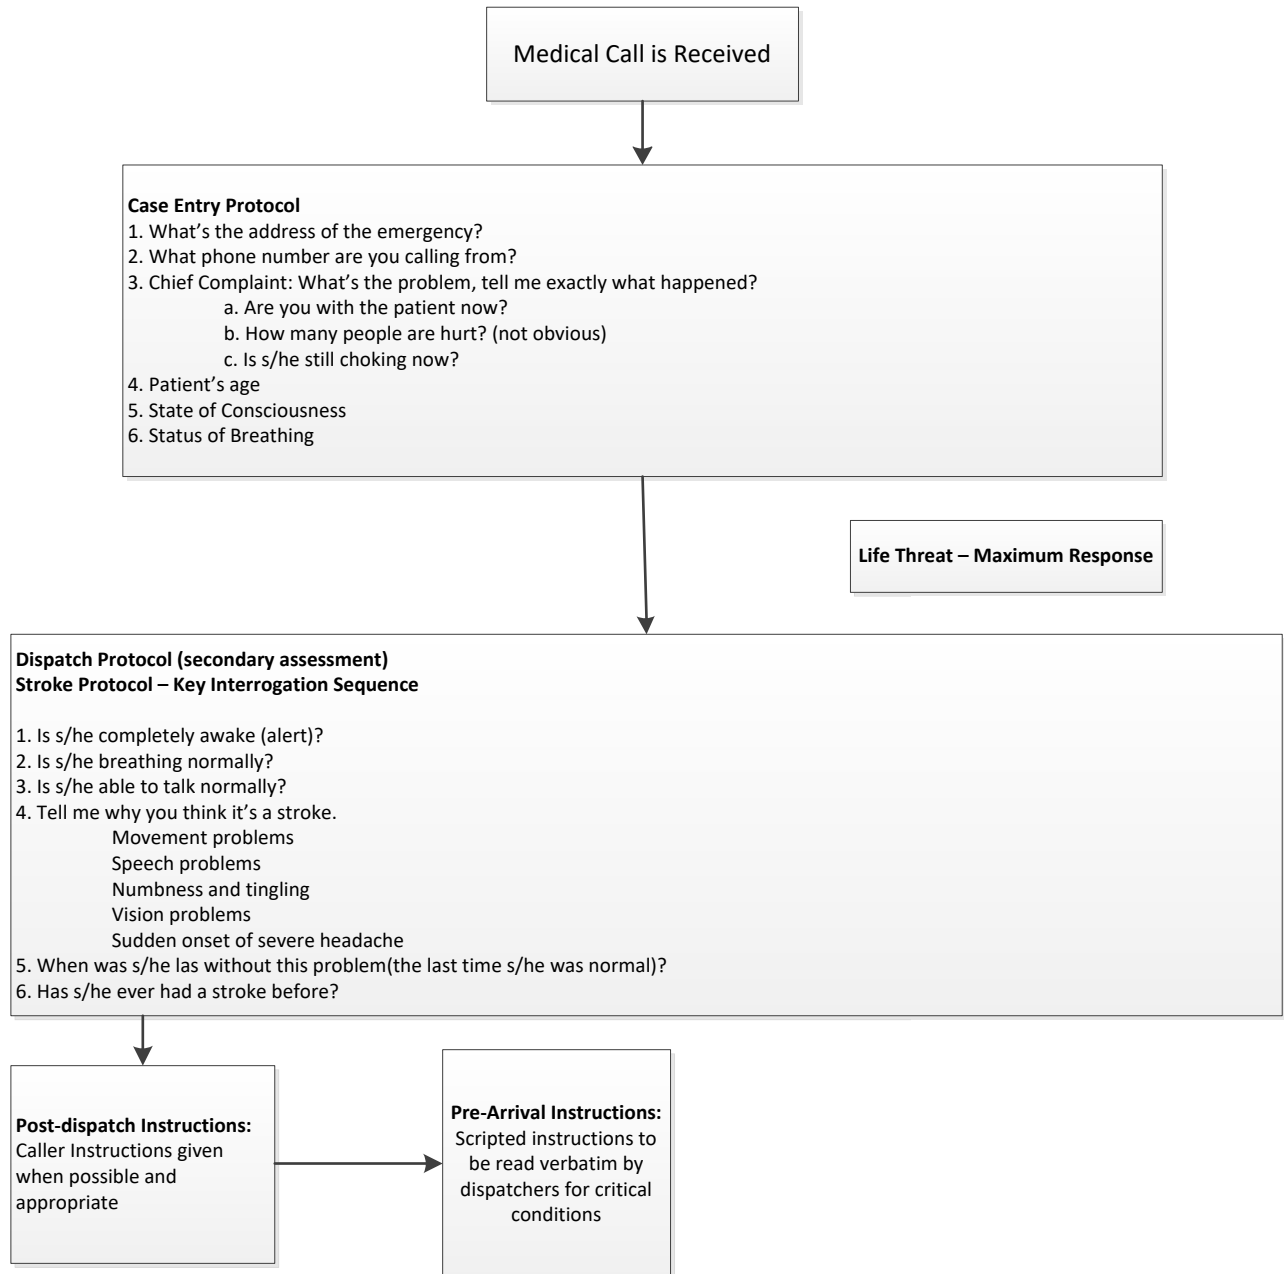 Medical Call is Received
Case Entry Protocol
1. What’s the address of the emergency?
2. What phone number are you calling from?
3. Chief Complaint: What’s the problem, tell me exactly what happened?
a. Are you with the patient now?
b. How many people are hurt? (not obvious)
c. Is s/he still choking now?
4. Patient’s age
5. State of Consciousness
6. Status of Breathing
Life Threat – Maximum Response
Dispatch Protocol (secondary assessment)
Stroke Protocol – Key Interrogation Sequence
1. Is s/he completely awake (alert)?
2. Is s/he breathing normally?
3. Is s/he able to talk normally?
4. Tell me why you think it’s a stroke.
Movement problems
Speech problems
Numbness and tingling
Vision problems
Sudden onset of severe headache
5. When was s/he las without this problem(the last time s/he was normal)?
6. Has s/he ever had a stroke before?
Post-dispatch Instructions:
Caller Instructions given
when possible and
appropriate
Pre-Arrival Instructions:
Scripted instructions to
be read verbatim by
dispatchers for critical
conditions